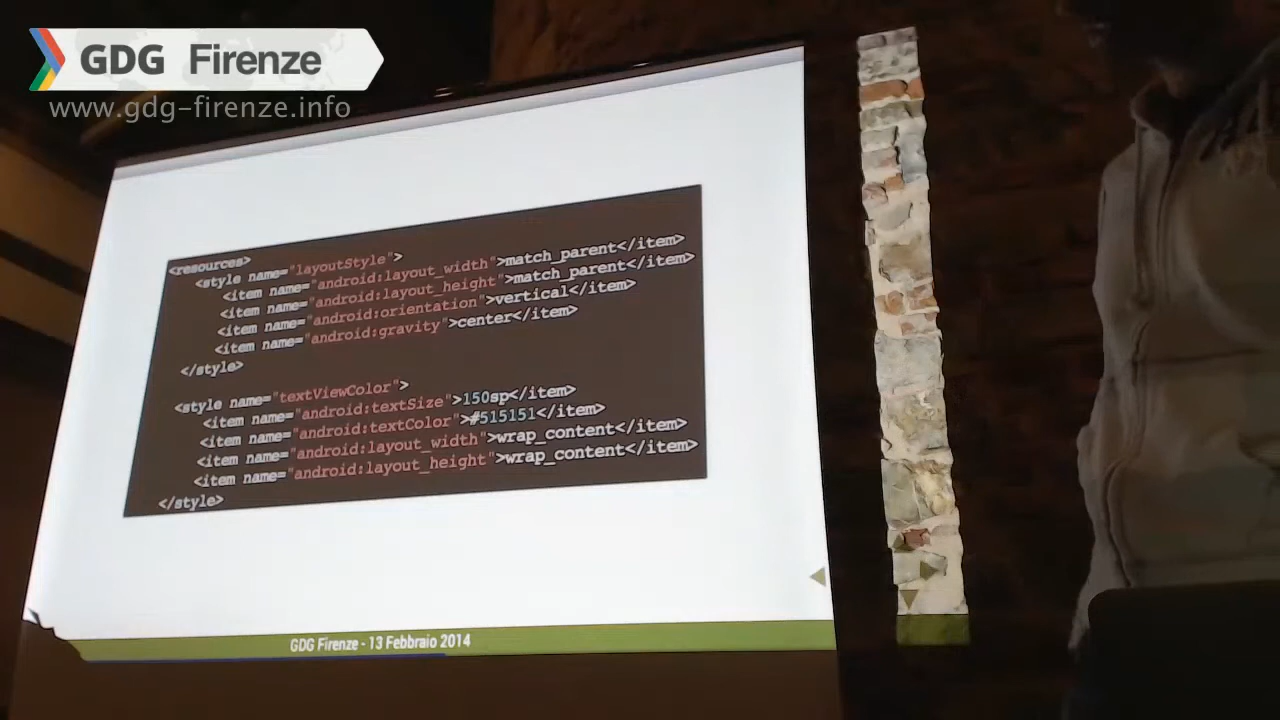 GDG Firenze
www.gdg-firenze.info
<resources>
<style name="layoutStyle">
<item name="android:layout_width">match_parent</item>
<item name="android:layout_height">match_parent</item>
<item name="android:orientation">vertical</item>
<item name="android:gravity">center</item>
</style>
<style name="textViewColor">
<item name="android:textSize">150sp</item>
<item name="android:textColor">#515151</item>
<item name="android:layout_width">wrap_content</item>
<item name="android:layout_height">wrap_content</item>
</style>
GDG Firenze - 13 Febbraio 2014